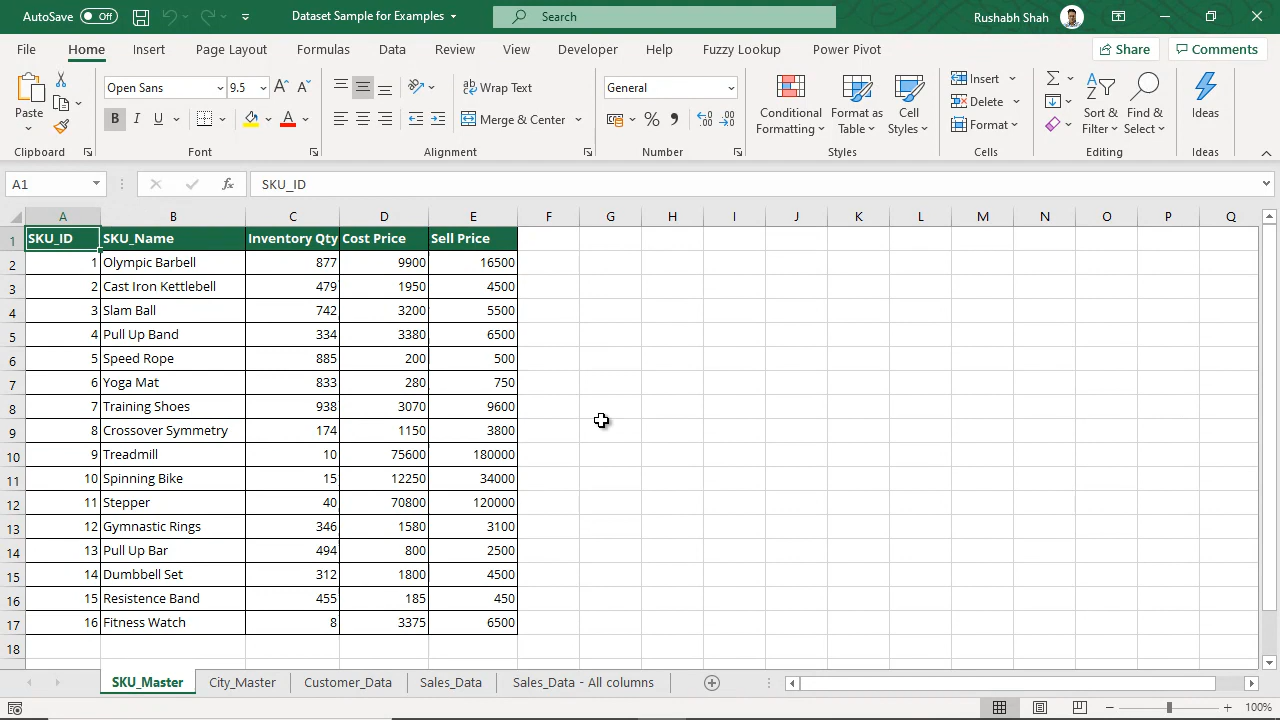 AutoSave Off Dataset Sample for Examples Search Rushabh Shah
File Home Insert Page Layout Formulas Data Review View Developer Help Fuzzy Lookup Power Pivot Share Comments
Paste
Clipboard
Open Sans 9.5
B I U
Font
Wrap Text
Merge & Center
Alignment
General
Number
Conditional Formatting
Format as Table
Cell Styles
Styles
Insert
Delete
Format
Cells
Sort & Filter
Find & Select
Editing
Ideas
Ideas
A1 fx SKU_ID
A B C D E F G H I J K L M N O P Q
1 SKU_ID SKU_Name Inventory Qty Cost Price Sell Price
2 1 Olympic Barbell 877 9900 16500
3 2 Cast Iron Kettlebell 479 1950 4500
4 3 Slam Ball 742 3200 5500
5 4 Pull Up Band 334 3380 6500
6 5 Speed Rope 885 200 500
7 6 Yoga Mat 833 280 750
8 7 Training Shoes 938 3070 9600
9 8 Crossover Symmetry 174 1150 3800
10 9 Treadmill 10 75600 180000
11 10 Spinning Bike 15 12250 34000
12 11 Stepper 40 70800 120000
13 12 Gymnastic Rings 346 1580 3100
14 13 Pull Up Bar 494 800 2500
15 14 Dumbbell Set 312 1800 4500
16 15 Resistence Band 455 185 450
17 16 Fitness Watch 8 3375 6500
18
SKU_Master City_Master Customer_Data Sales_Data Sales_Data - All columns
100%